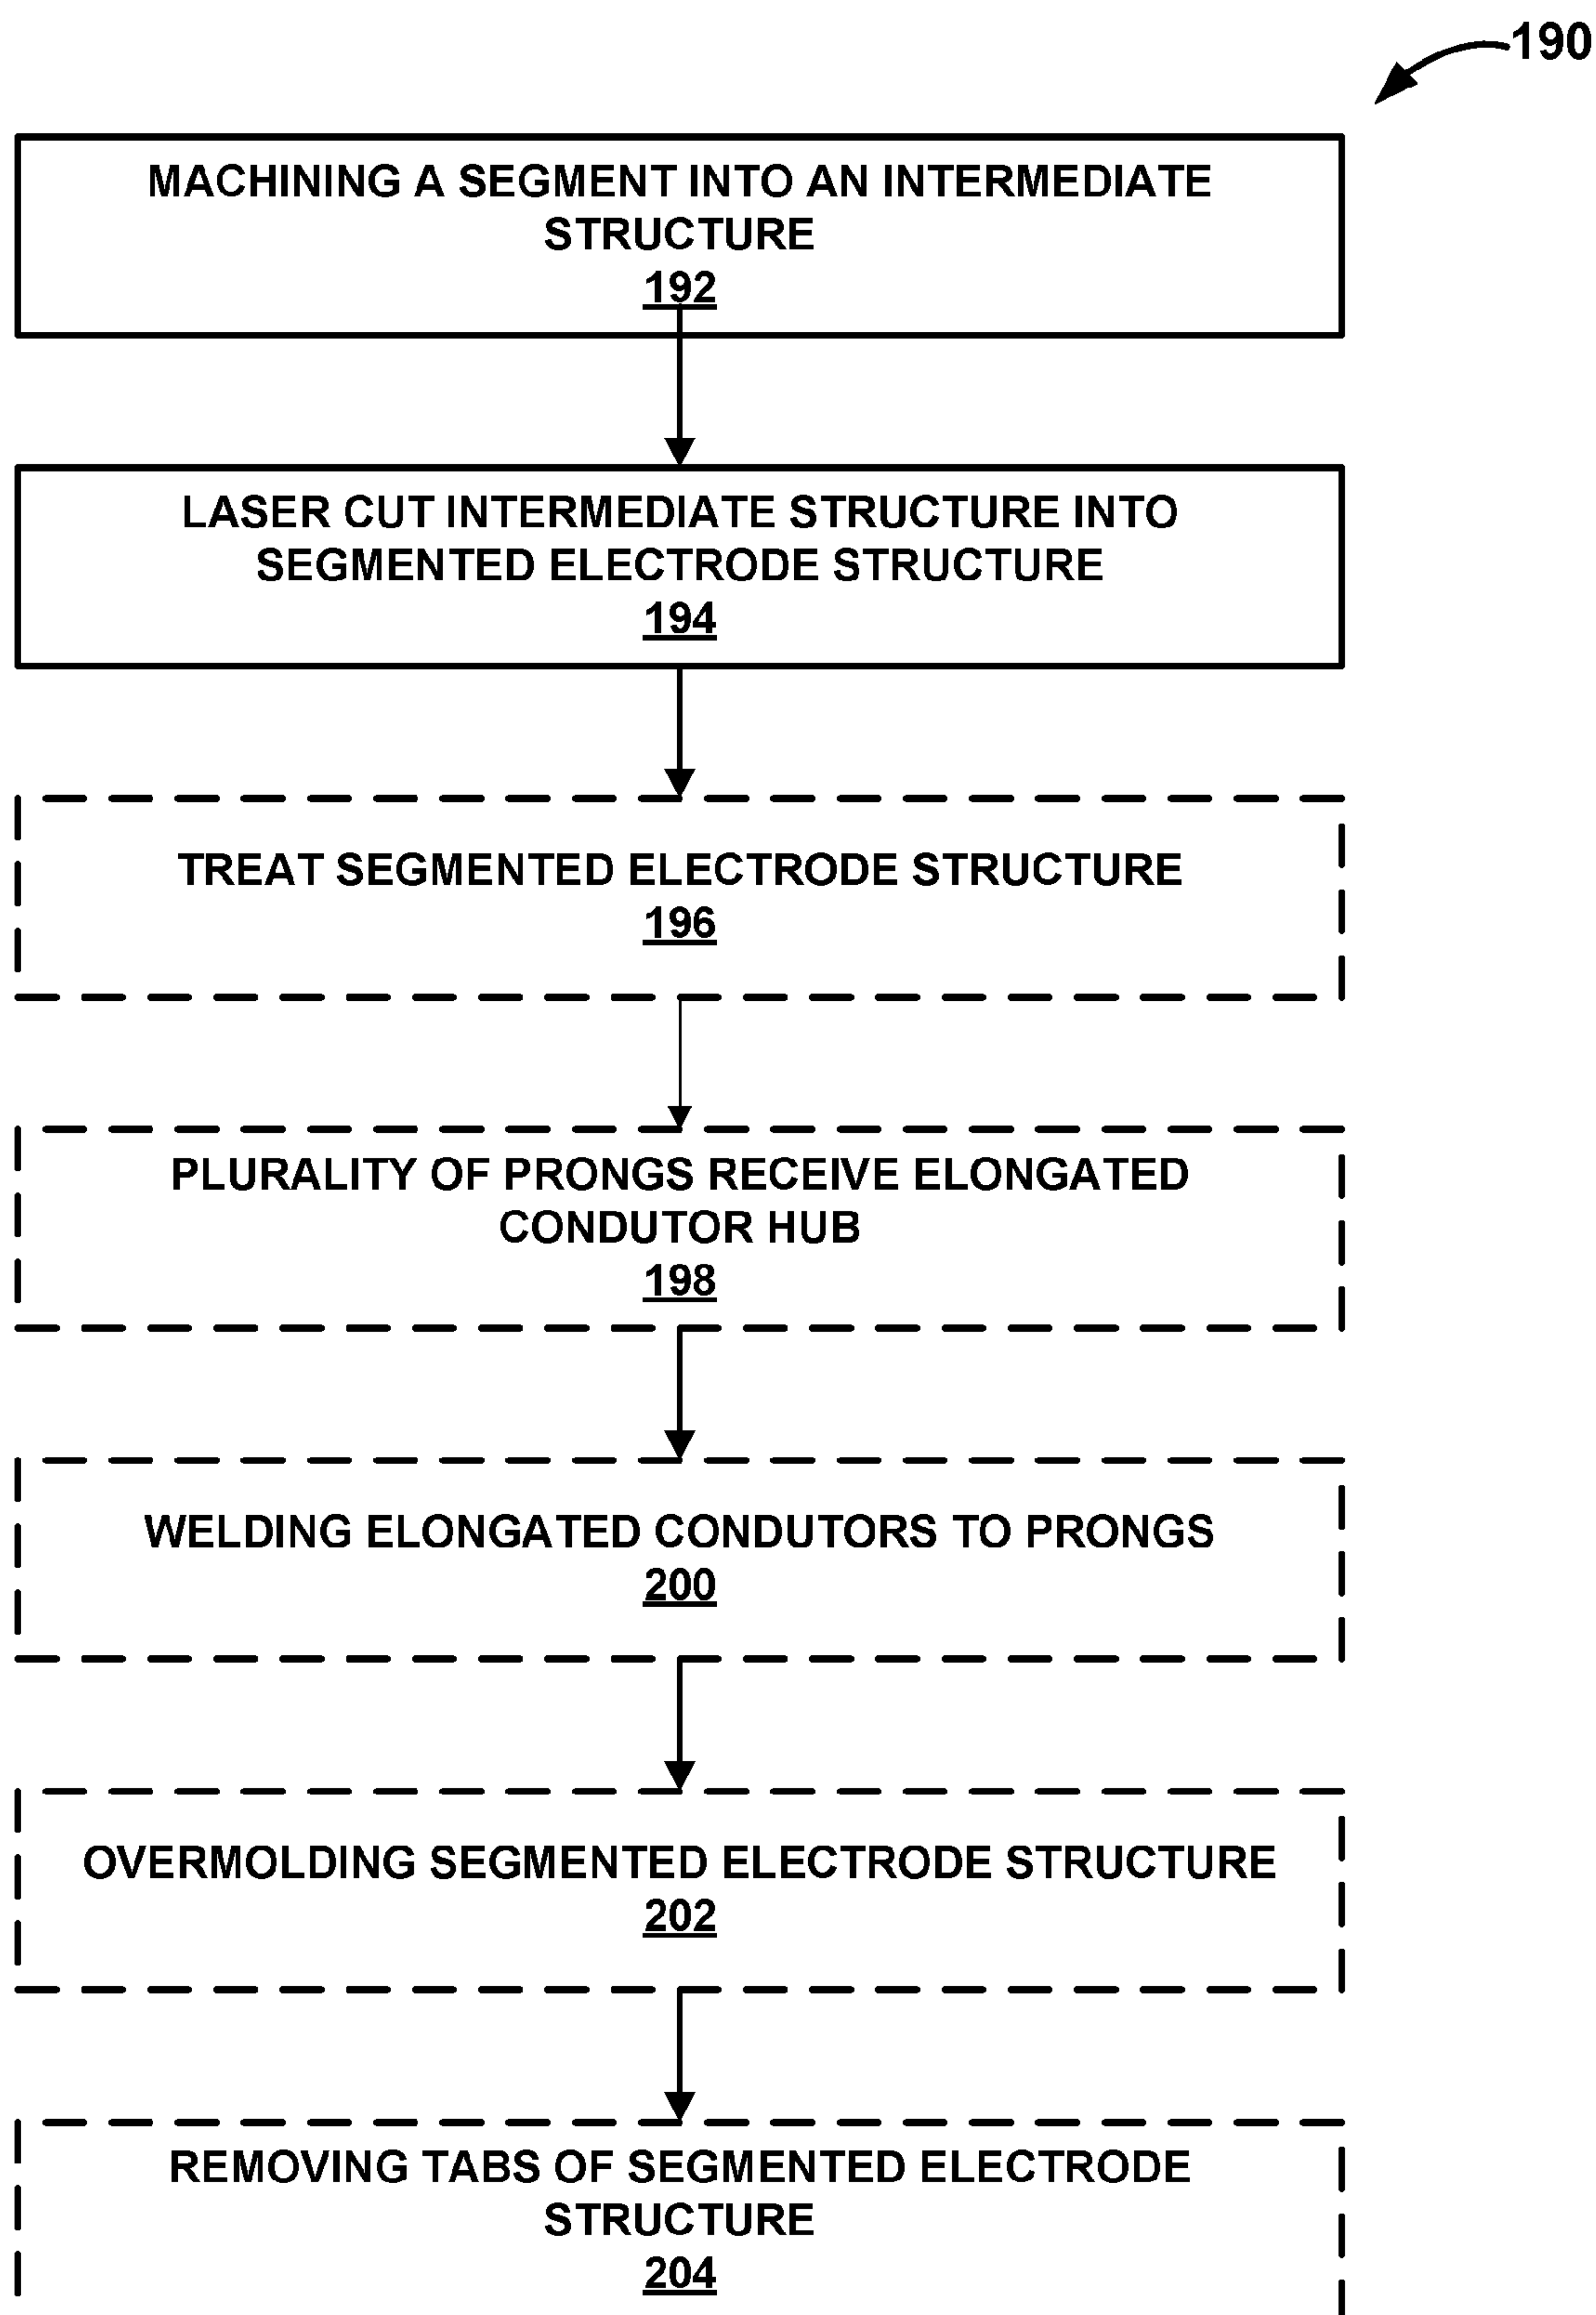 190
MACHINING A SEGMENT INTO AN INTERMEDIATE
STRUCTURE
192
LASER CUT INTERMEDIATE STRUCTURE INTO
SEGMENTED ELECTRODE STRUCTURE
194
TREAT SEGMENTED ELECTRODE STRUCTURE
196
PLURALITY OF PRONGS RECEIVE ELONGATED
CONDUTOR HUB
198
WELDING ELONGATED CONDUTORS TO PRONGS
200
OVERMOLDING SEGMENTED ELECTRODE STRUCTURE
202
REMOVING TABS OF SEGMENTED ELECTRODE
STRUCTURE
204